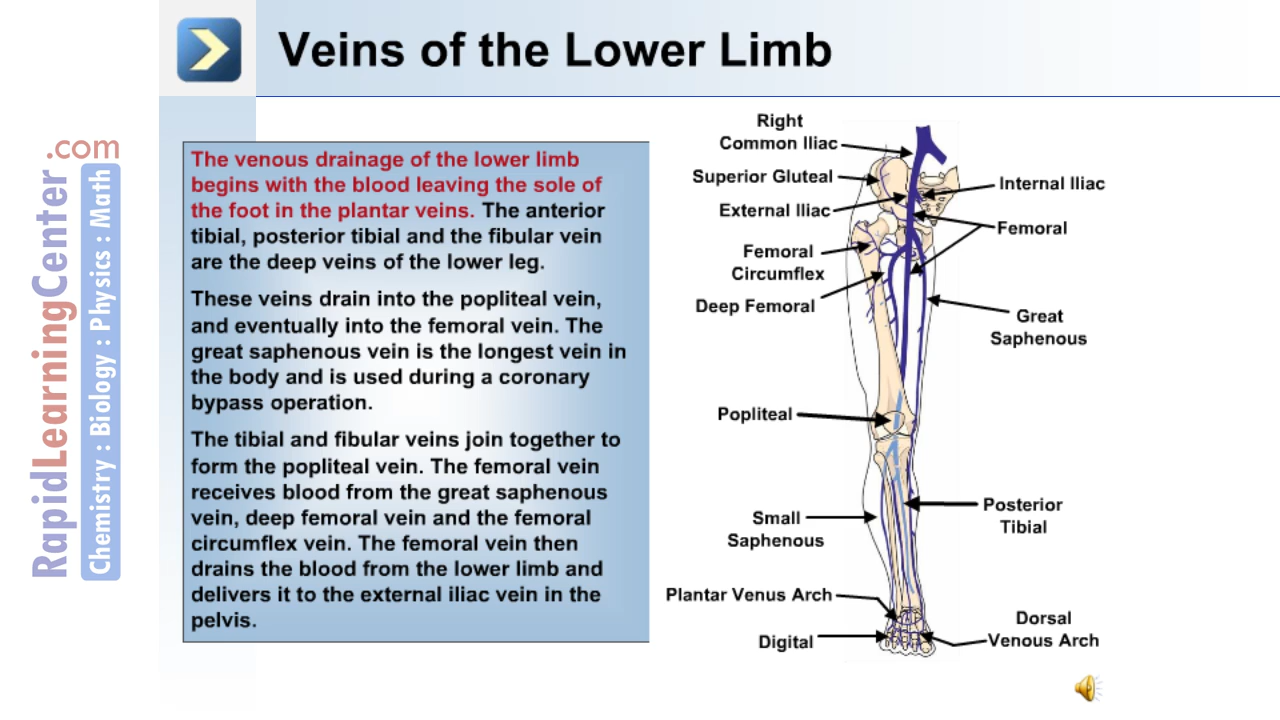 Veins of the Lower Limb
RapidLearningCenter.com
Chemistry : Biology : Physics : Math
The venous drainage of the lower limb
begins with the blood leaving the sole of
the foot in the plantar veins. The anterior
tibial, posterior tibial and the fibular vein
are the deep veins of the lower leg.
These veins drain into the popliteal vein,
and eventually into the femoral vein. The
great saphenous vein is the longest vein in
the body and is used during a coronary
bypass operation.
The tibial and fibular veins join together to
form the popliteal vein. The femoral vein
receives blood from the great saphenous
vein, deep femoral vein and the femoral
circumflex vein. The femoral vein then
drains the blood from the lower limb and
delivers it to the external iliac vein in the
pelvis.
Right
Common Iliac
Superior Gluteal
External Iliac
Femoral
Circumflex
Deep Femoral
Popliteal
Small
Saphenous
Plantar Venus Arch
Digital
Internal Iliac
Femoral
Great
Saphenous
Posterior
Tibial
Dorsal
Venous Arch